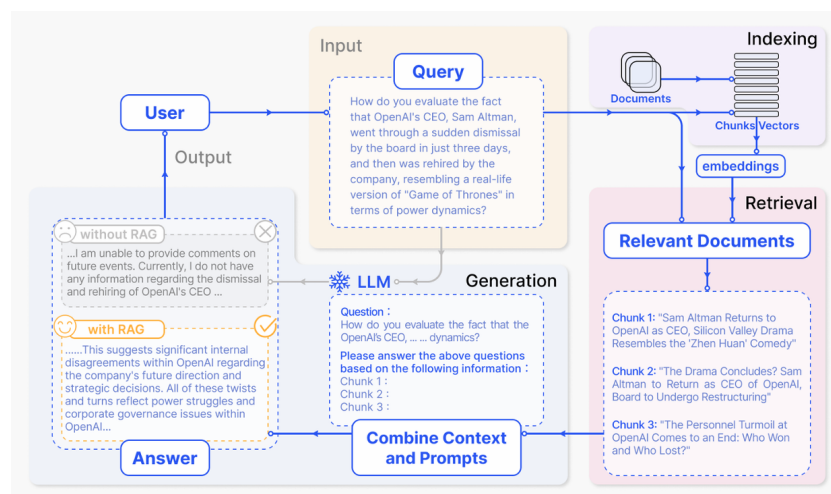 Input
Query
How do you evaluate the fact
that OpenAI's CEO, Sam Altman,
went through a sudden dismissal
by the board in just three days,
and then was rehired by the
company, resembling a real-life
version of "Game of Thrones" in
terms of power dynamics?
Indexing
Documents
Chunks Vectors
embeddings
User
Output
Retrieval
Relevant Documents
Chunk 1: "Sam Altman Returns to
OpenAI as CEO, Silicon Valley Drama
Resembles the 'Zhen Huan' Comedy"
Chunk 2: "The Drama Concludes? Sam
Altman to Return as CEO of OpenAI,
Board to Undergo Restructuring"
Chunk 3: "The Personnel Turmoil at
OpenAI Comes to an End: Who Won
and Who Lost?"
LLM
Generation
Question :
How do you evaluate the fact that the
OpenAI's CEO, ... ... dynamics?
Please answer the above questions
based on the following information :
Chunk 1 :
Chunk 2 :
Chunk 3 :
Combine Context
and Prompts
without RAG
...I am unable to provide comments on
future events. Currently, I do not have
any information regarding the dismissal
and rehiring of OpenAI's CEO ...
with RAG
......This suggests significant internal
disagreements within OpenAI regarding
the company's future direction and
strategic decisions. All of these twists
and turns reflect power struggles and
corporate governance issues within
OpenAI...
Answer